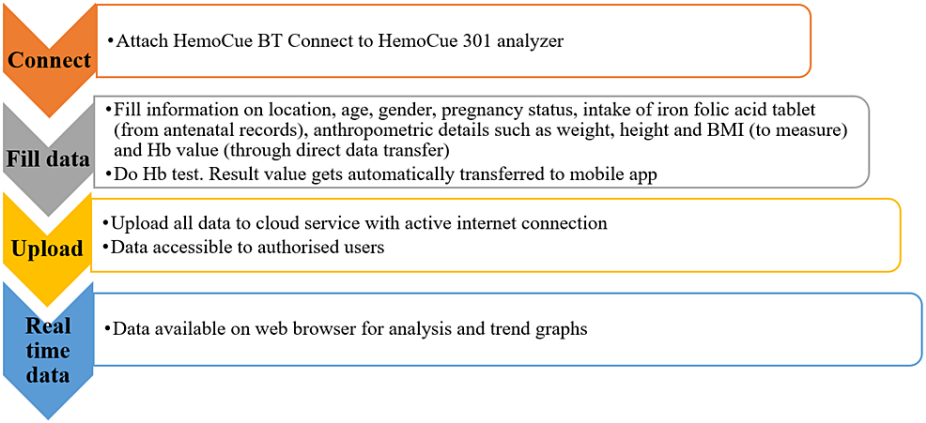 Connect
•Attach HemoCue BT Connect to HemoCue 301 analyzer
Fill data
•Fill information on location, age, gender, pregnancy status, intake of iron folic acid tablet
(from antenatal records), anthropometric details such as weight, height and BMI (to measure)
and Hb value (through direct data transfer)
•Do Hb test. Result value gets automatically transferred to mobile app
Upload
•Upload all data to cloud service with active internet connection
•Data accessible to authorised users
Real
time
data
•Data available on web browser for analysis and trend graphs